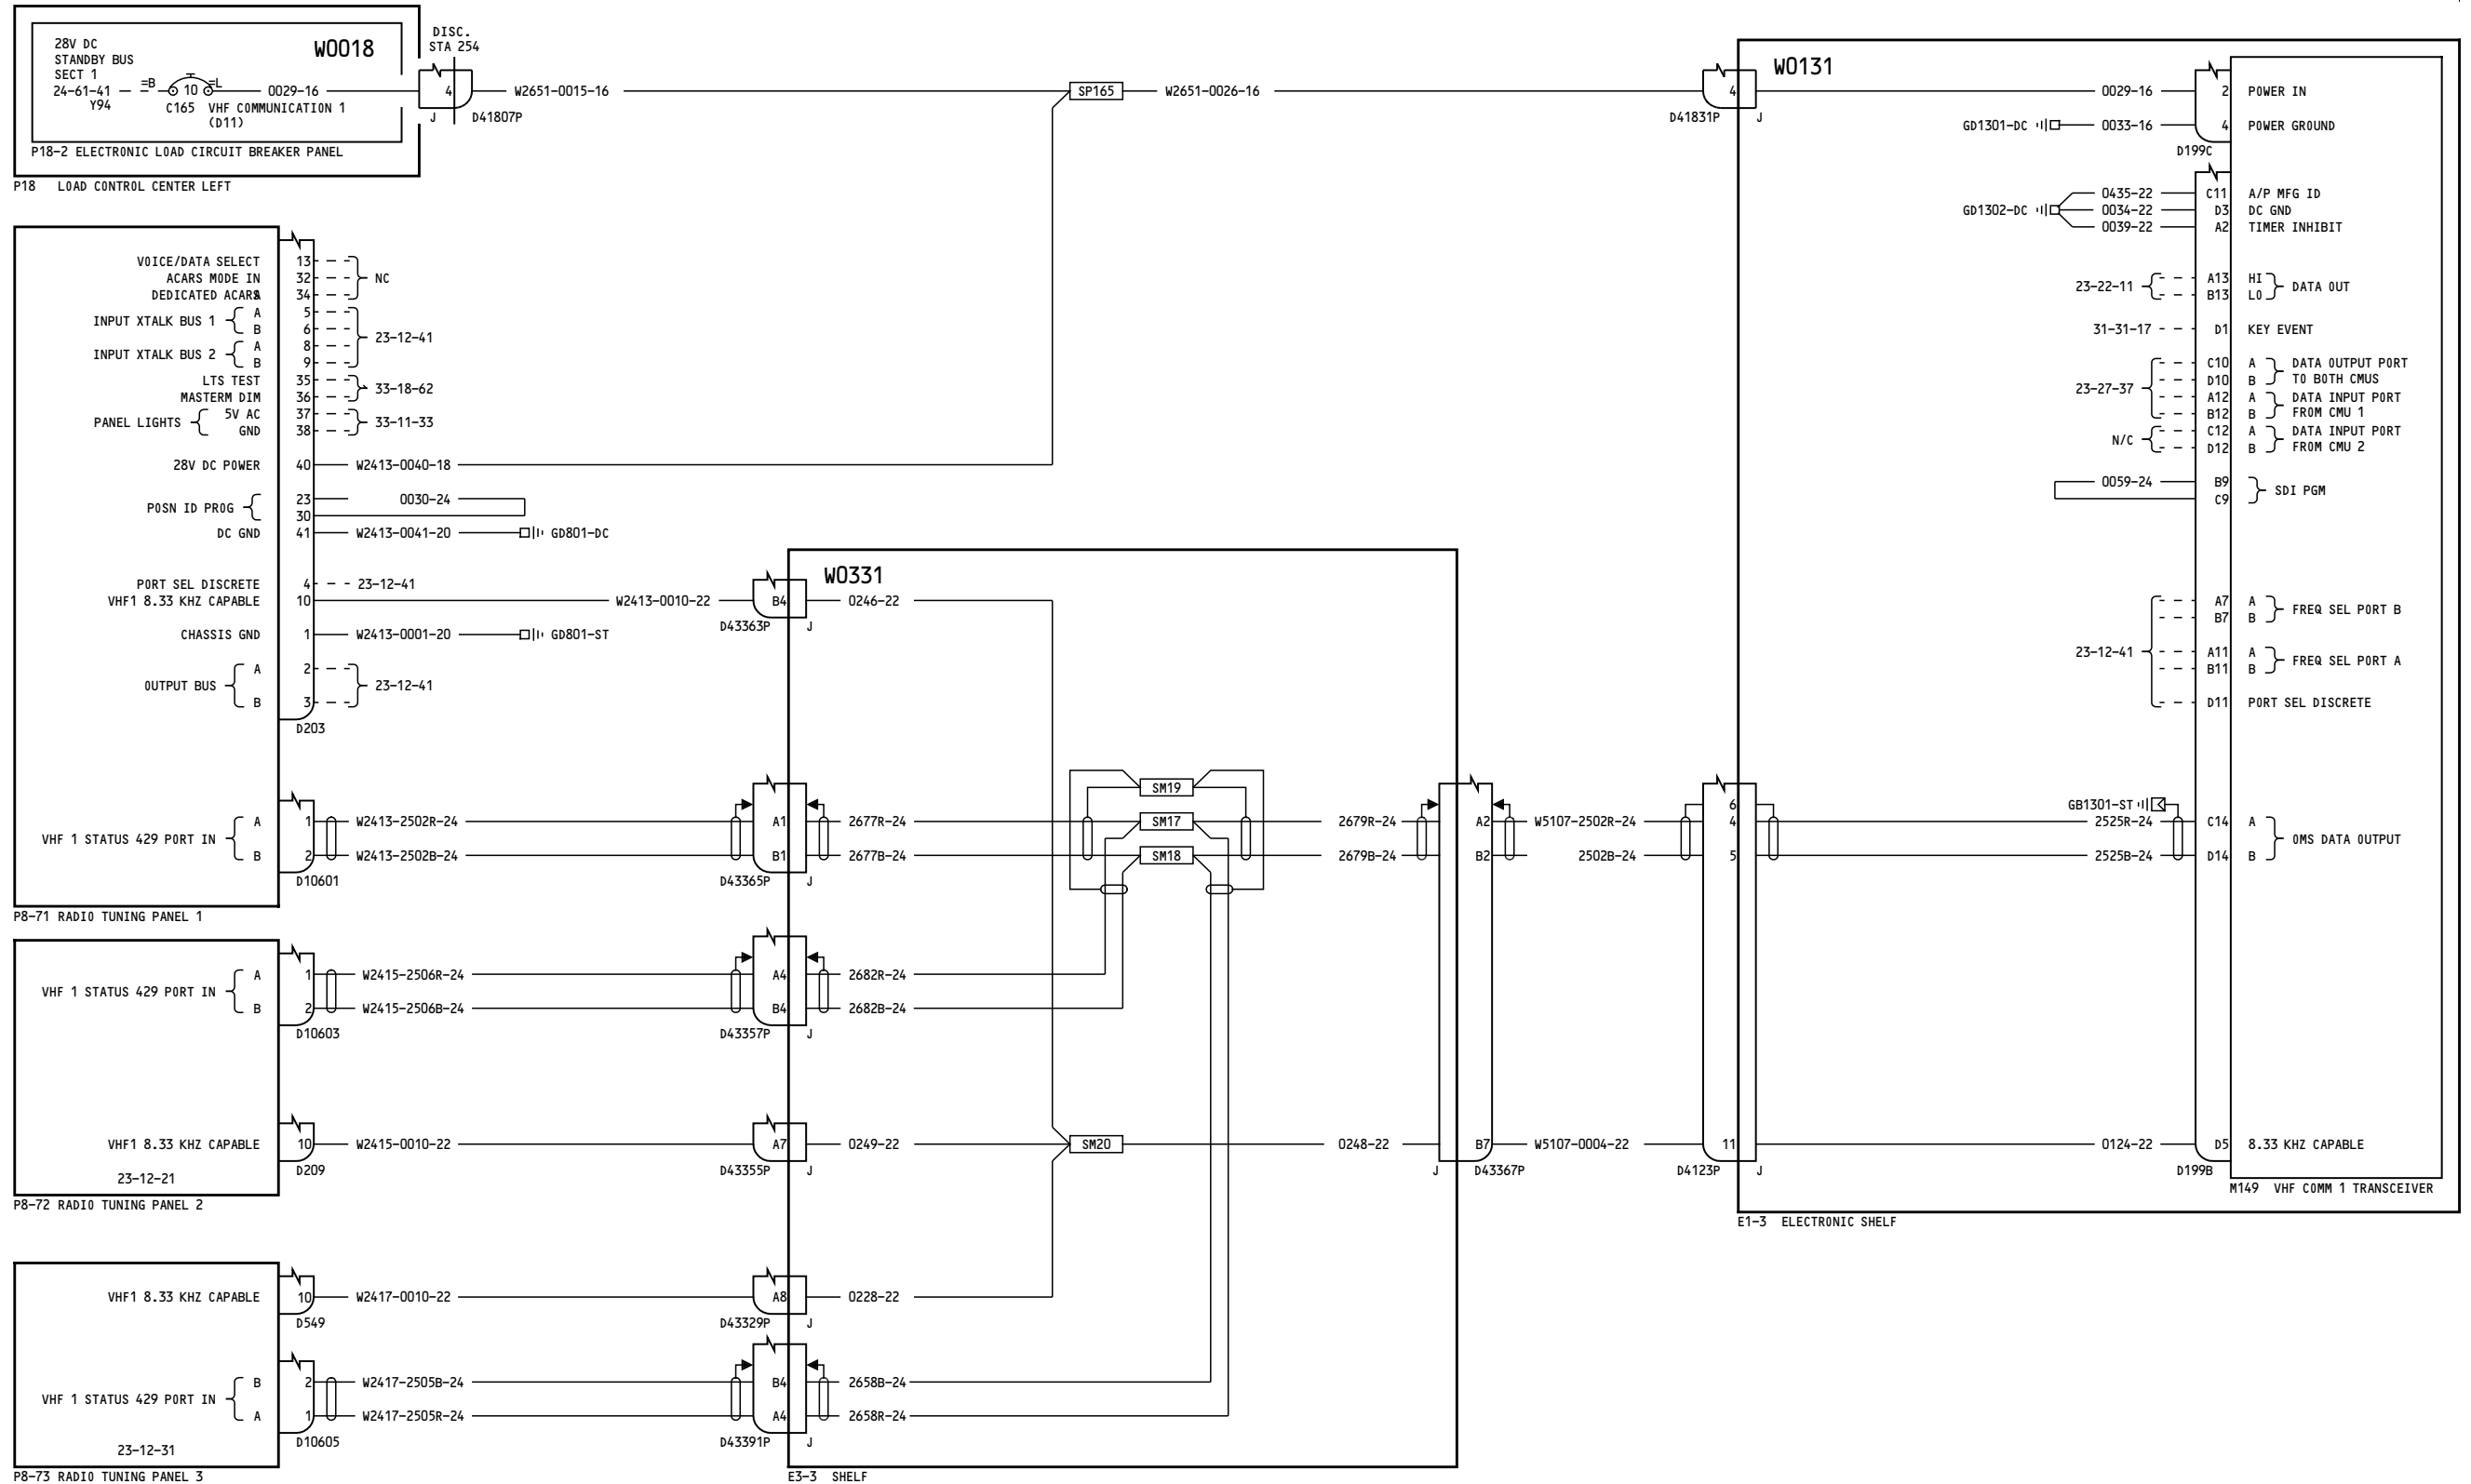 28V DC
STANDBY BUS
SECT 1
24-61-41
Y94
=B
10
=L
C165
VHF COMMUNICATION 1
(D11)
W0018
0029-16
P18-2 ELECTRONIC LOAD CIRCUIT BREAKER PANEL
P18 LOAD CONTROL CENTER LEFT
DISC.
STA 254
4
J
D41807P
W2651-0015-16
SP165
W2651-0026-16
4
D41831P
J
W0131
0029-16
2
POWER IN
GD1301-DC
0033-16
4
POWER GROUND
D199C
0435-22
C11
A/P MFG ID
GD1302-DC
0034-22
D3
DC GND
0039-22
A2
TIMER INHIBIT
23-22-11
A13
HI
B13
LO
DATA OUT
31-31-17
D1
KEY EVENT
23-27-37
C10
A
DATA OUTPUT PORT
D10
B
TO BOTH CMUS
A12
A
DATA INPUT PORT
B12
B
FROM CMU 1
N/C
C12
A
DATA INPUT PORT
D12
B
FROM CMU 2
0059-24
B9
C9
SDI PGM
23-12-41
A7
A
B7
B
FREQ SEL PORT B
A11
A
B11
B
FREQ SEL PORT A
D11
PORT SEL DISCRETE
VOICE/DATA SELECT
13
ACARS MODE IN
32
NC
DEDICATED ACARS
A
34
INPUT XTALK BUS 1
A
5
B
6
23-12-41
INPUT XTALK BUS 2
A
8
B
9
LTS TEST
35
33-18-62
MASTERM DIM
36
PANEL LIGHTS
5V AC
37
33-11-33
GND
38
28V DC POWER
40
W2413-0040-18
POSN ID PROG
23
0030-24
30
DC GND
41
W2413-0041-20
GD801-DC
PORT SEL DISCRETE
4
23-12-41
VHF1 8.33 KHZ CAPABLE
10
W2413-0010-22
B4
D43363P
J
W0331
0246-22
CHASSIS GND
1
W2413-0001-20
GD801-ST
OUTPUT BUS
A
2
B
3
23-12-41
D203
VHF 1 STATUS 429 PORT IN
A
1
W2413-2502R-24
A1
2677R-24
B
2
W2413-2502B-24
B1
2677B-24
D10601
D43365P
J
P8-71 RADIO TUNING PANEL 1
SM19
SM17
SM18
2679R-24
A2
W5107-2502R-24
2679B-24
B2
2502B-24
6
4
5
GB1301-ST
2525R-24
C14
A
2525B-24
D14
B
OMS DATA OUTPUT
VHF 1 STATUS 429 PORT IN
A
1
W2415-2506R-24
A4
2682R-24
B
2
W2415-2506B-24
B4
2682B-24
D10603
D43357P
J
VHF1 8.33 KHZ CAPABLE
10
W2415-0010-22
A7
0249-22
SM20
0248-22
B7
W5107-0004-22
11
0124-22
D5
8.33 KHZ CAPABLE
D209
D43355P
J
J
D43367P
D4123P
J
D199B
23-12-21
P8-72 RADIO TUNING PANEL 2
M149 VHF COMM 1 TRANSCEIVER
E1-3 ELECTRONIC SHELF
VHF1 8.33 KHZ CAPABLE
10
W2417-0010-22
A8
0228-22
D549
D43329P
J
VHF 1 STATUS 429 PORT IN
B
2
W2417-2505B-24
B4
2658B-24
A
1
W2417-2505R-24
A4
2658R-24
D10605
D43391P
J
23-12-31
P8-73 RADIO TUNING PANEL 3
E3-3 SHELF